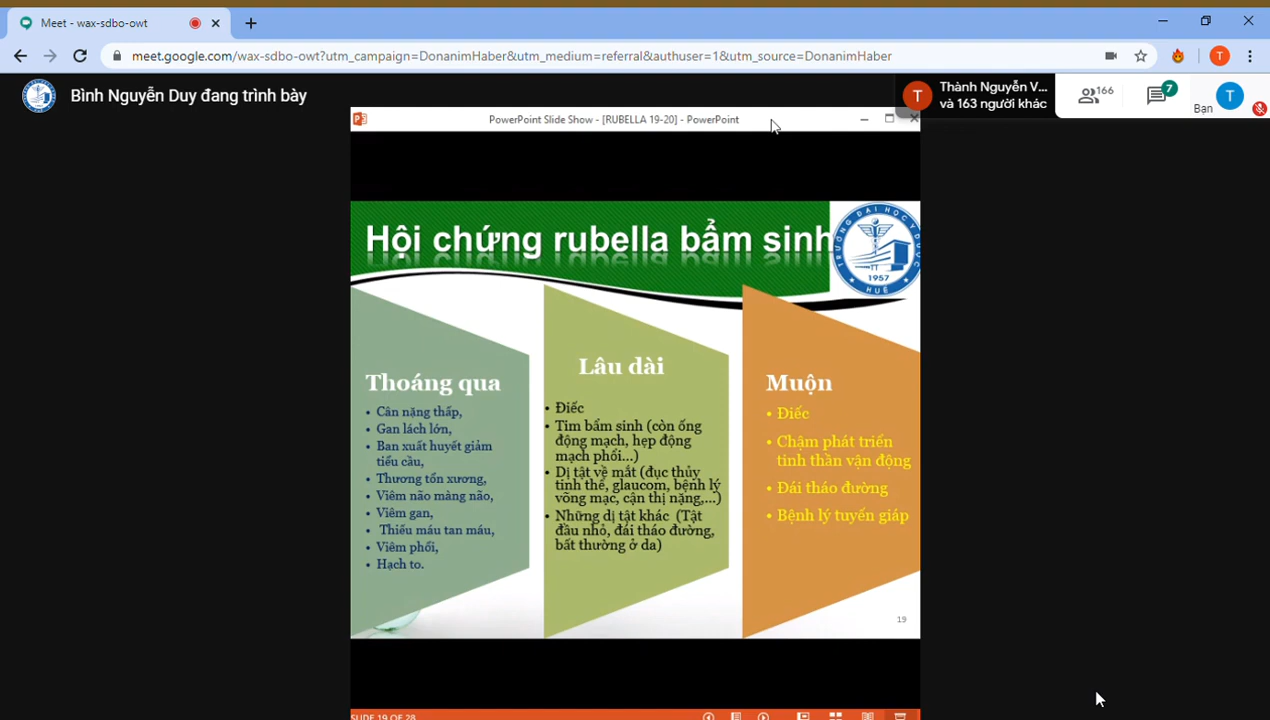 Meet - wax-sdbo-owt
meet.google.com/wax-sdbo-owt?utm_campaign=DonanimHaber&utm_medium=referral&authuser=1&utm_source=DonanimHaber
T
Bình Nguyễn Duy đang trình bày
T
Thành Nguyễn V...
và 163 người khác
166
7
Bạn
T
PowerPoint Slide Show - [RUBELLA 19-20] - PowerPoint
Hội chứng rubella bẩm sinh
TRƯỜNG ĐẠI HỌC Y DƯỢC
1957
HUẾ
Thoáng qua
• Cân nặng thấp,
• Gan lách lớn,
• Ban xuất huyết giảm
tiểu cầu,
• Thương tổn xương,
• Viêm não màng não,
• Viêm gan,
• Thiếu máu tan máu,
• Viêm phổi,
• Hạch to.
Lâu dài
• Điếc
• Tim bẩm sinh (còn ống
động mạch, hẹp động
mạch phổi...)
• Dị tật về mắt (đục thủy
tinh thể, glaucom, bệnh lý
võng mạc, cận thị nặng,...)
• Những dị tật khác (Tật
đầu nhỏ, đái tháo đường,
bất thường ở da)
Muộn
• Điếc
• Chậm phát triển
tinh thần vận động
• Đái tháo đường
• Bệnh lý tuyến giáp
19
SLIDE 19 OF 28